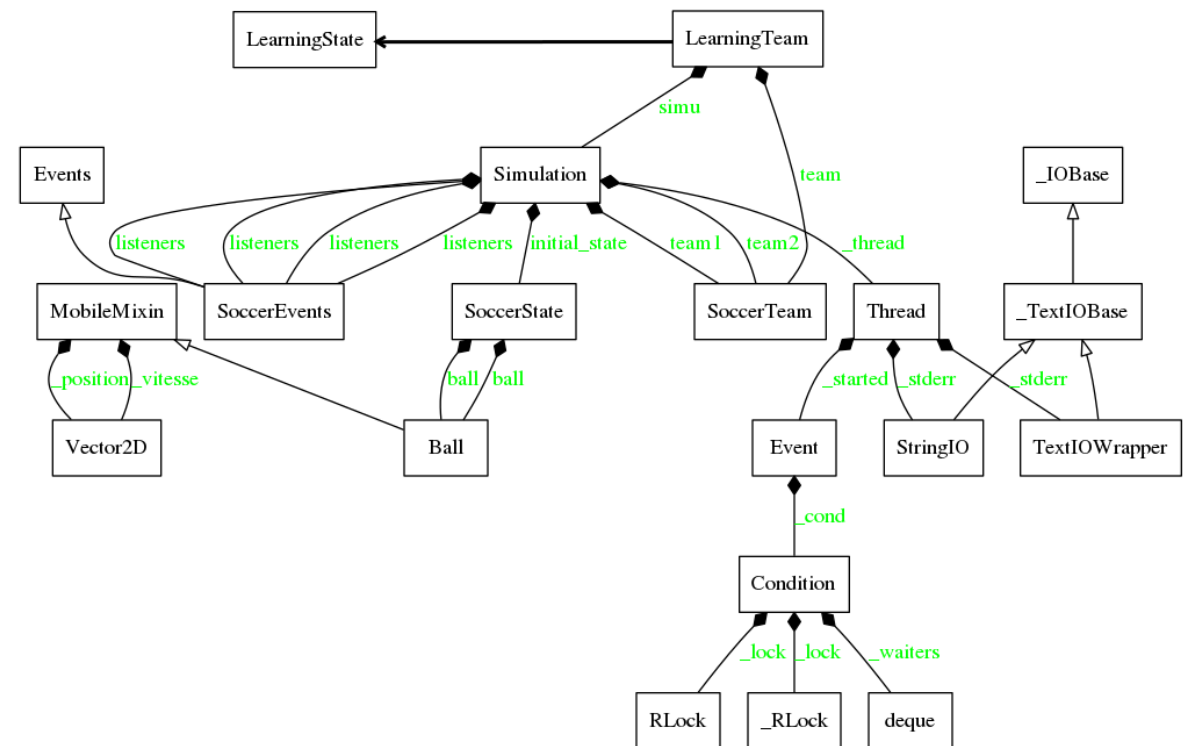 LearningState
LearningTeam
simu
Events
Simulation
team
_IOBase
listeners
listeners
listeners
listeners
initial_state
team1
team2
_thread
MobileMixin
SoccerEvents
SoccerState
SoccerTeam
Thread
_TextIOBase
_position
_vitesse
ball
ball
_started
_stderr
_stderr
Vector2D
Ball
Event
StringIO
TextIOWrapper
_cond
Condition
_lock
_lock
_waiters
RLock
_RLock
deque